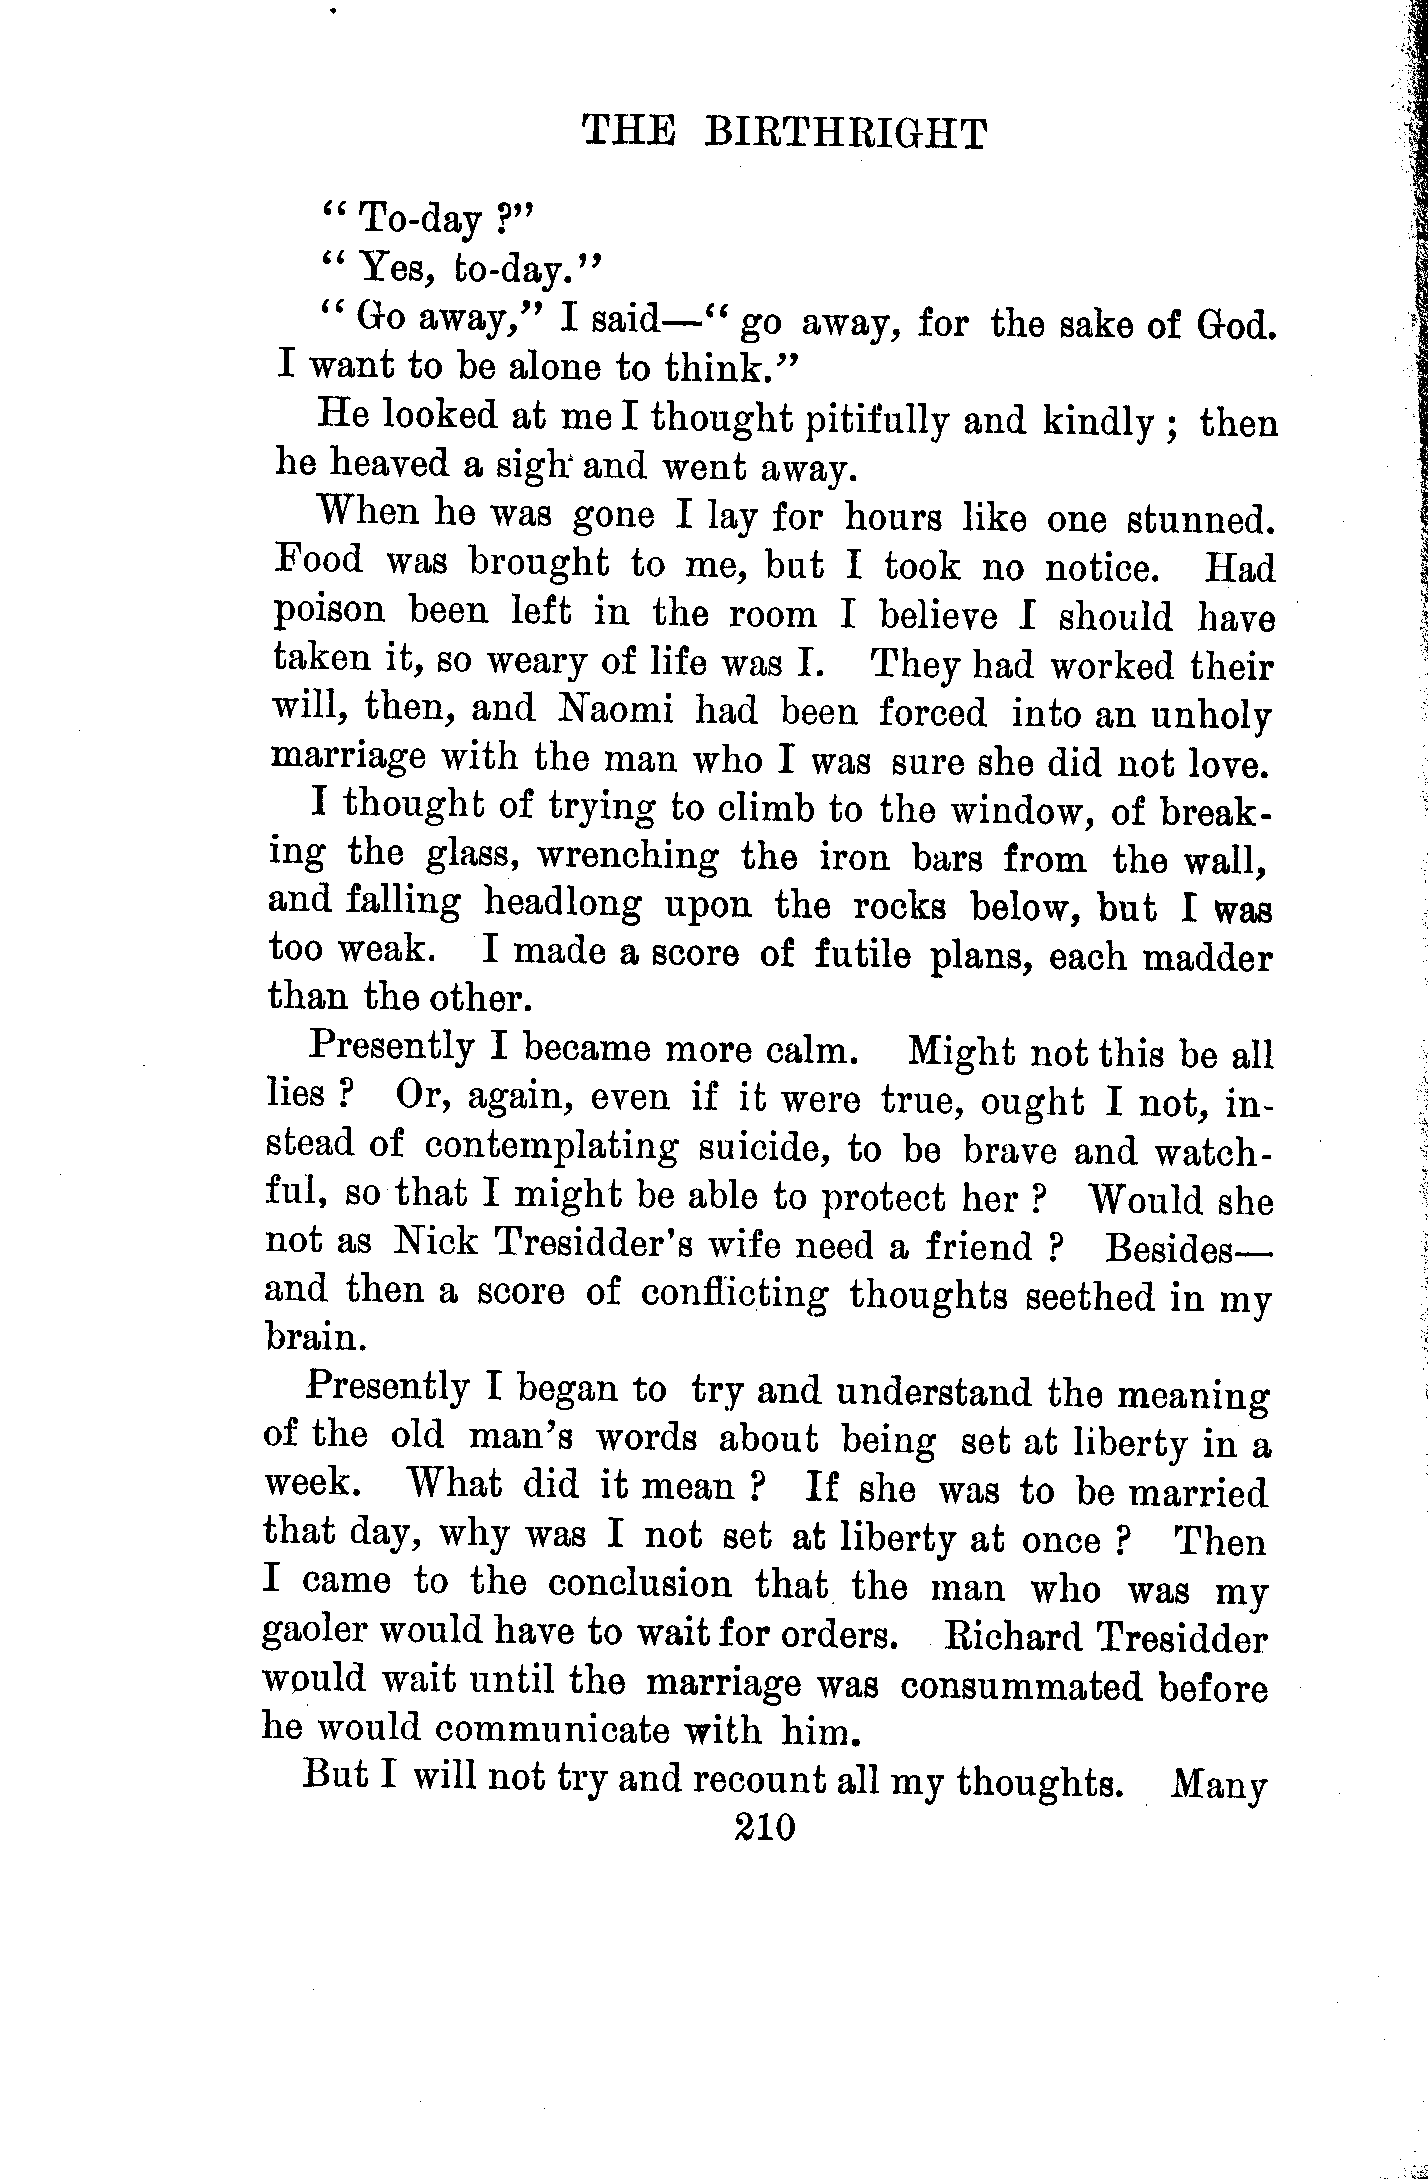 THE BIRTHRIGHT
“ To-day ?”
“ Yes, to-day.”
“ Go away,” I said—“ go away, for the sake of God.
I want to be alone to think.”
He looked at me I thought pitifully and kindly ; then
he heaved a sigh and went away.
When he was gone I lay for hours like one stunned.
Food was brought to me, but I took no notice. Had
poison been left in the room I believe I should have
taken it, so weary of life was I. They had worked their
will, then, and Naomi had been forced into an unholy
marriage with the man who I was sure she did not love.
I thought of trying to climb to the window, of break-
ing the glass, wrenching the iron bars from the wall,
and falling headlong upon the rocks below, but I was
too weak. I made a score of futile plans, each madder
than the other.
Presently I became more calm. Might not this be all
lies ? Or, again, even if it were true, ought I not, in-
stead of contemplating suicide, to be brave and watch-
ful, so that I might be able to protect her ? Would she
not as Nick Tresidder’s wife need a friend ? Besides—
and then a score of conflicting thoughts seethed in my
brain.
Presently I began to try and understand the meaning
of the old man’s words about being set at liberty in a
week. What did it mean ? If she was to be married
that day, why was I not set at liberty at once ? Then
I came to the conclusion that the man who was my
gaoler would have to wait for orders. Richard Tresidder
would wait until the marriage was consummated before
he would communicate with him.
But I will not try and recount all my thoughts. Many
210